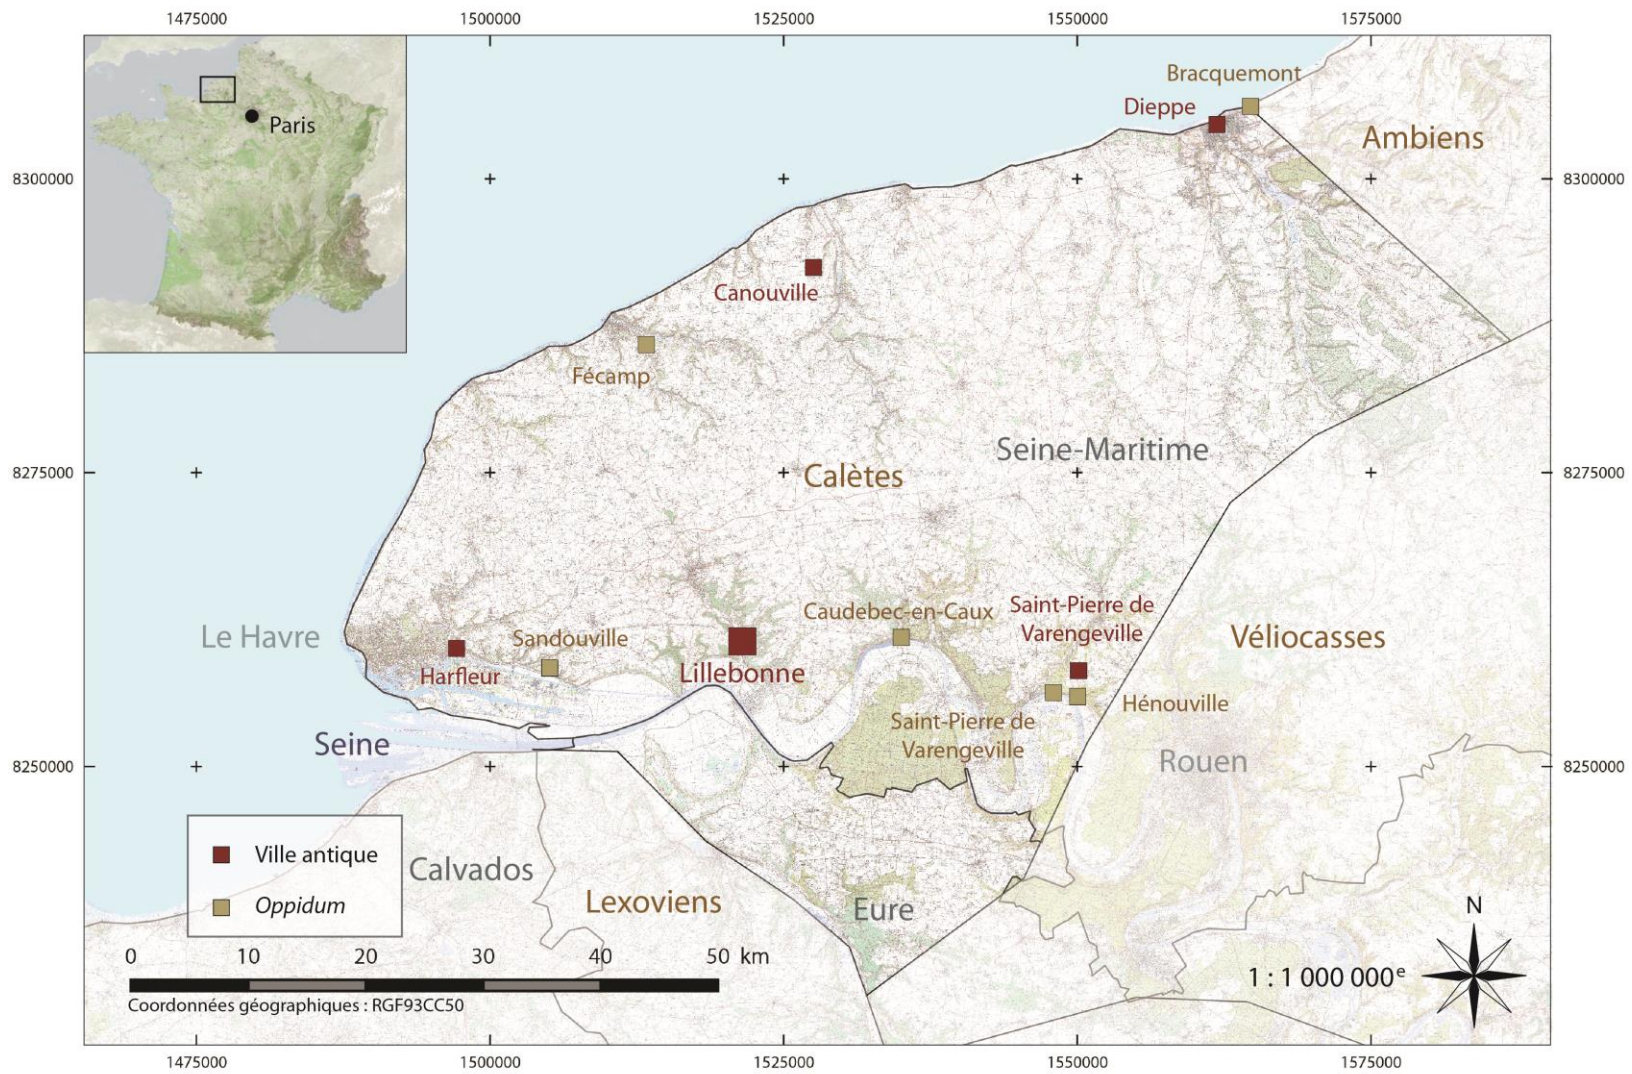 1475000 1500000 1525000 1550000 1575000
Paris
Bracquemont
Dieppe
Ambiens
8300000 8300000
Canouville
Fécamp
Seine-Maritime
Calètes
8275000 8275000
Caudebec-en-Caux
Saint-Pierre de
Varengeville
Le Havre
Sandouville
Véliocasses
Harfleur
Lillebonne
Hénouville
Saint-Pierre de
Varengeville
Seine
Rouen
8250000 8250000
Ville antique
Oppidum
Calvados
Lexoviens
Eure
N
0 10 20 30 40 50 km
1 : 1 000 000e
Coordonnées géographiques : RGF93CC50
1475000 1500000 1525000 1550000 1575000